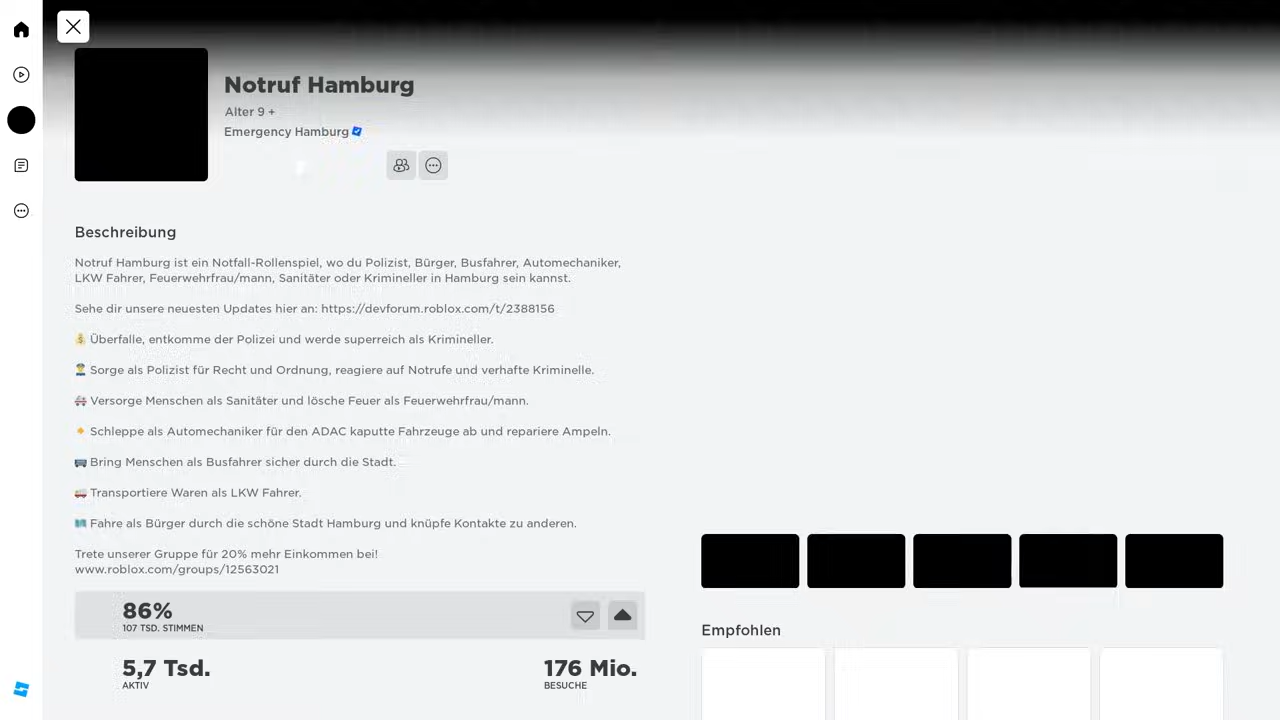 Notruf Hamburg
Alter 9 +
Emergency Hamburg
Beschreibung
Notruf Hamburg ist ein Notfall-Rollenspiel, wo du Polizist, Bürger, Busfahrer, Automechaniker,
LKW Fahrer, Feuerwehrfrau/mann, Sanitäter oder Krimineller in Hamburg sein kannst.
Sehe dir unsere neuesten Updates hier an: https://devforum.roblox.com/t/2388156
💰 Überfalle, entkomme der Polizei und werde superreich als Krimineller.
👮 Sorge als Polizist für Recht und Ordnung, reagiere auf Notrufe und verhafte Kriminelle.
🚑 Versorge Menschen als Sanitäter und lösche Feuer als Feuerwehrfrau/mann.
🔸 Schleppe als Automechaniker für den ADAC kaputte Fahrzeuge ab und repariere Ampeln.
🚌 Bring Menschen als Busfahrer sicher durch die Stadt.
🚚 Transportiere Waren als LKW Fahrer.
🗺️ Fahre als Bürger durch die schöne Stadt Hamburg und knüpfe Kontakte zu anderen.
Trete unserer Gruppe für 20% mehr Einkommen bei!
www.roblox.com/groups/12563021
86%
107 TSD. STIMMEN
5,7 Tsd.
AKTIV
176 Mio.
BESUCHE
Empfohlen